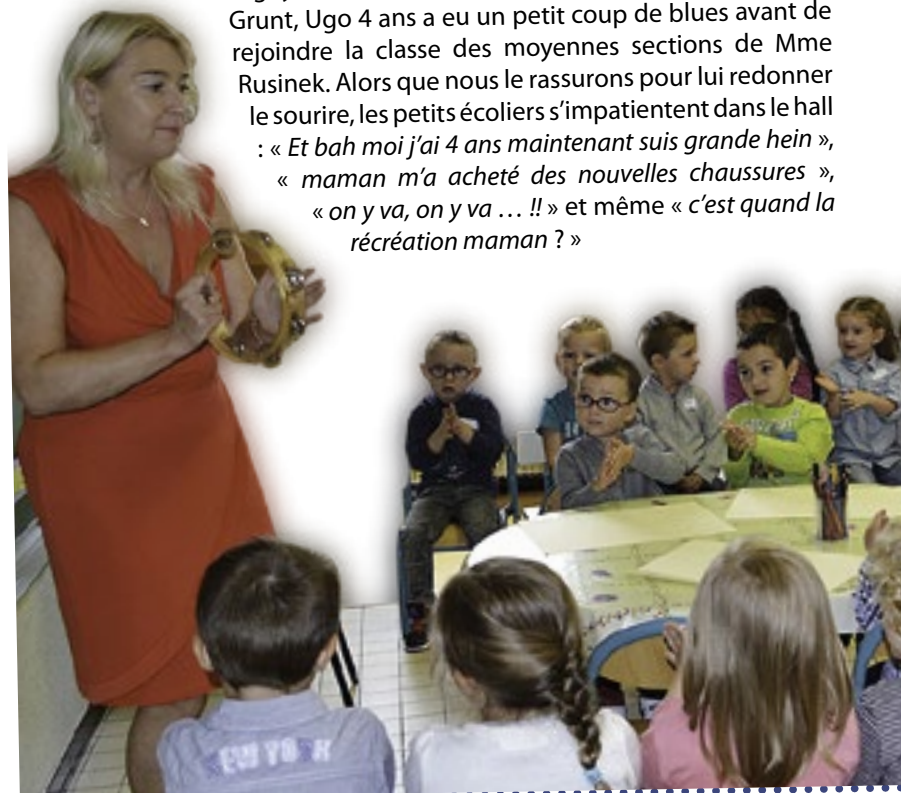 Grunt, Ugo 4 ans a eu un petit coup de blues avant de
rejoindre la classe des moyennes sections de Mme
Rusinek. Alors que nous le rassurons pour lui redonner
le sourire, les petits écoliers s’impatientent dans le hall
: « Et bah moi j’ai 4 ans maintenant suis grande hein »,
« maman m’a acheté des nouvelles chaussures »,
« on y va, on y va … !! » et même « c’est quand la
récréation maman ? »
NEW YORK